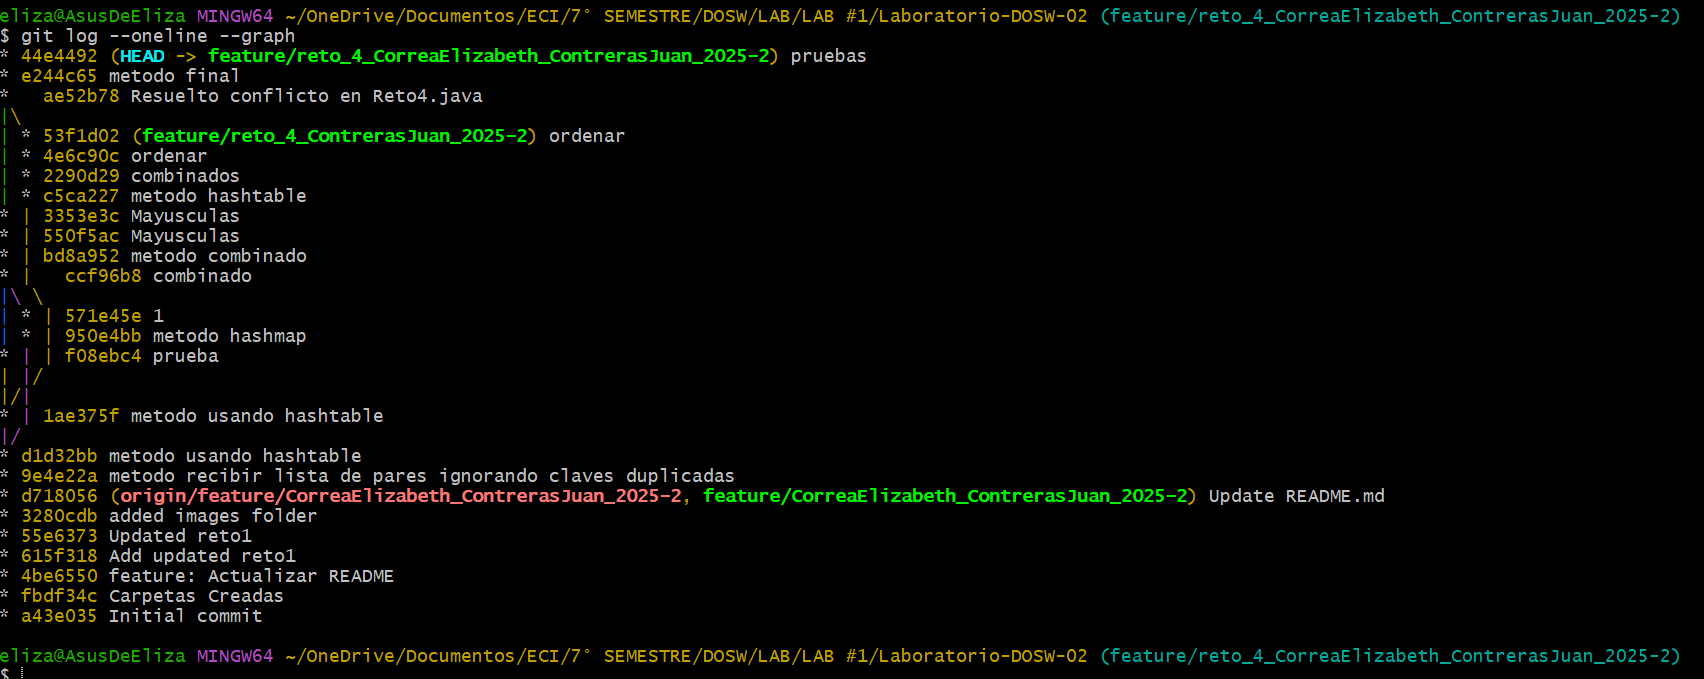 eliza@AsusDeEliza MINGW64 ~/OneDrive/Documentos/ECI/7° SEMESTRE/DOSW/LAB/LAB #1/Laboratorio-DOSW-02 (feature/reto_4_CorreaElizabeth_ContrerasJuan_2025-2)
$ git log --oneline --graph
* 44e4492 (HEAD -> feature/reto_4_CorreaElizabeth_ContrerasJuan_2025-2) pruebas
* e244c65 metodo final
*   ae52b78 Resuelto conflicto en Reto4.java
|\
| * 53f1d02 (feature/reto_4_ContrerasJuan_2025-2) ordenar
| * 4e6c90c ordenar
| * 2290d29 combinados
| * c5ca227 metodo hashtable
* | 3353e3c Mayusculas
* | 550f5ac Mayusculas
* | bd8a952 metodo combinado
* |   ccf96b8 combinado
|\ \
| * | 571e45e 1
| * | 950e4bb metodo hashmap
* | | f08ebc4 prueba
| |/
|/|
* | 1ae375f metodo usando hashtable
|/
* d1d32bb metodo usando hashtable
* 9e4e22a metodo recibir lista de pares ignorando claves duplicadas
* d718056 (origin/feature/CorreaElizabeth_ContrerasJuan_2025-2, feature/CorreaElizabeth_ContrerasJuan_2025-2) Update README.md
* 3280cdb added images folder
* 55e6373 Updated reto1
* 615f318 Add updated reto1
* 4be6550 feature: Actualizar README
* fbdf34c Carpetas Creadas
* a43e035 Initial commit
eliza@AsusDeEliza MINGW64 ~/OneDrive/Documentos/ECI/7° SEMESTRE/DOSW/LAB/LAB #1/Laboratorio-DOSW-02 (feature/reto_4_CorreaElizabeth_ContrerasJuan_2025-2)
$